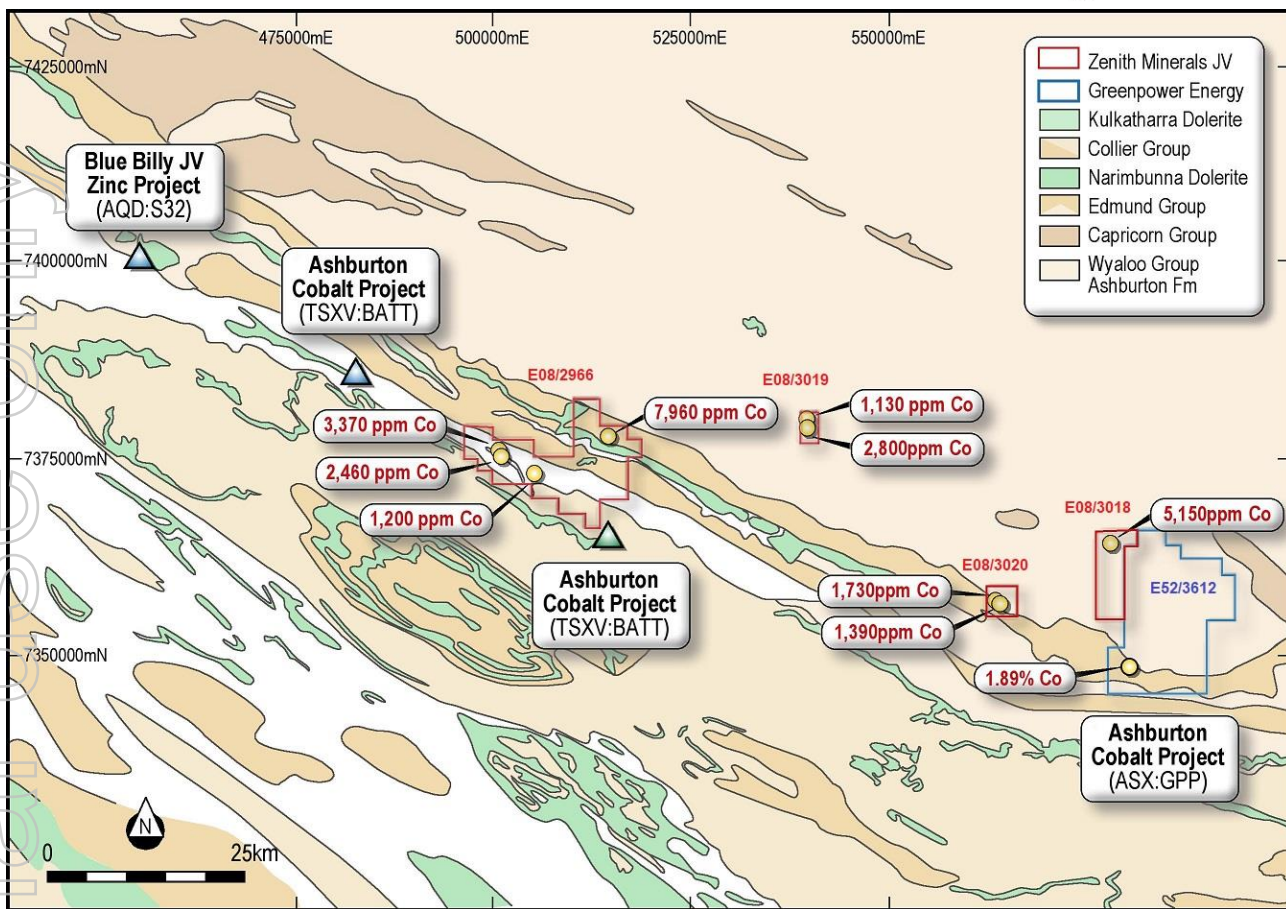 475000mE
500000mE
525000mE
550000mE
7425000mN
7400000mN
7375000mN
7350000mN
Zenith Minerals JV
Greenpower Energy
Kulkatharra Dolerite
Collier Group
Narimbunna Dolerite
Edmund Group
Capricorn Group
Wyaloo Group
Ashburton Fm
Blue Billy JV
Zinc Project
(AQD:S32)
Ashburton
Cobalt Project
(TSXV:BATT)
E08/2966
E08/3019
3,370 ppm Co
7,960 ppm Co
1,130 ppm Co
2,460 ppm Co
2,800ppm Co
1,200 ppm Co
E08/3018
5,150ppm Co
Ashburton
Cobalt Project
(TSXV:BATT)
E08/3020
1,730ppm Co
1,390ppm Co
E52/3612
1.89% Co
Ashburton
Cobalt Project
(ASX:GPP)
N
0
25km